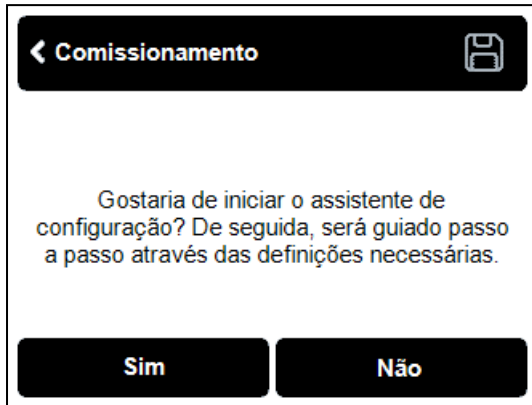 Comissionamento
Gostaria de iniciar o assistente de
configuração? De seguida, será guiado passo
a passo através das definições necessárias.
Sim
Não